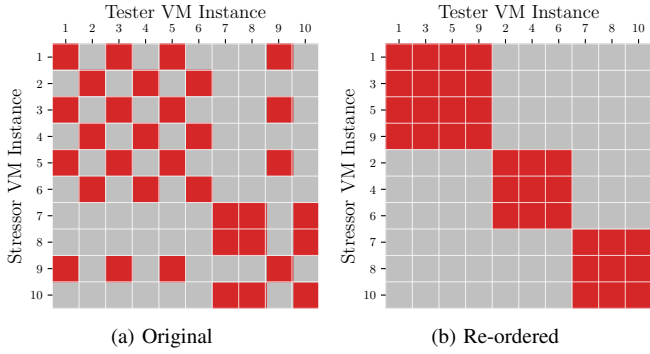 Tester VM Instance
1 2 3 4 5 6 7 8 9 10
Stressor VM Instance
1
2
3
4
5
6
7
8
9
10
(a) Original
Tester VM Instance
1 3 5 9 2 4 6 7 8 10
Stressor VM Instance
1
3
5
9
2
4
6
7
8
10
(b) Re-ordered